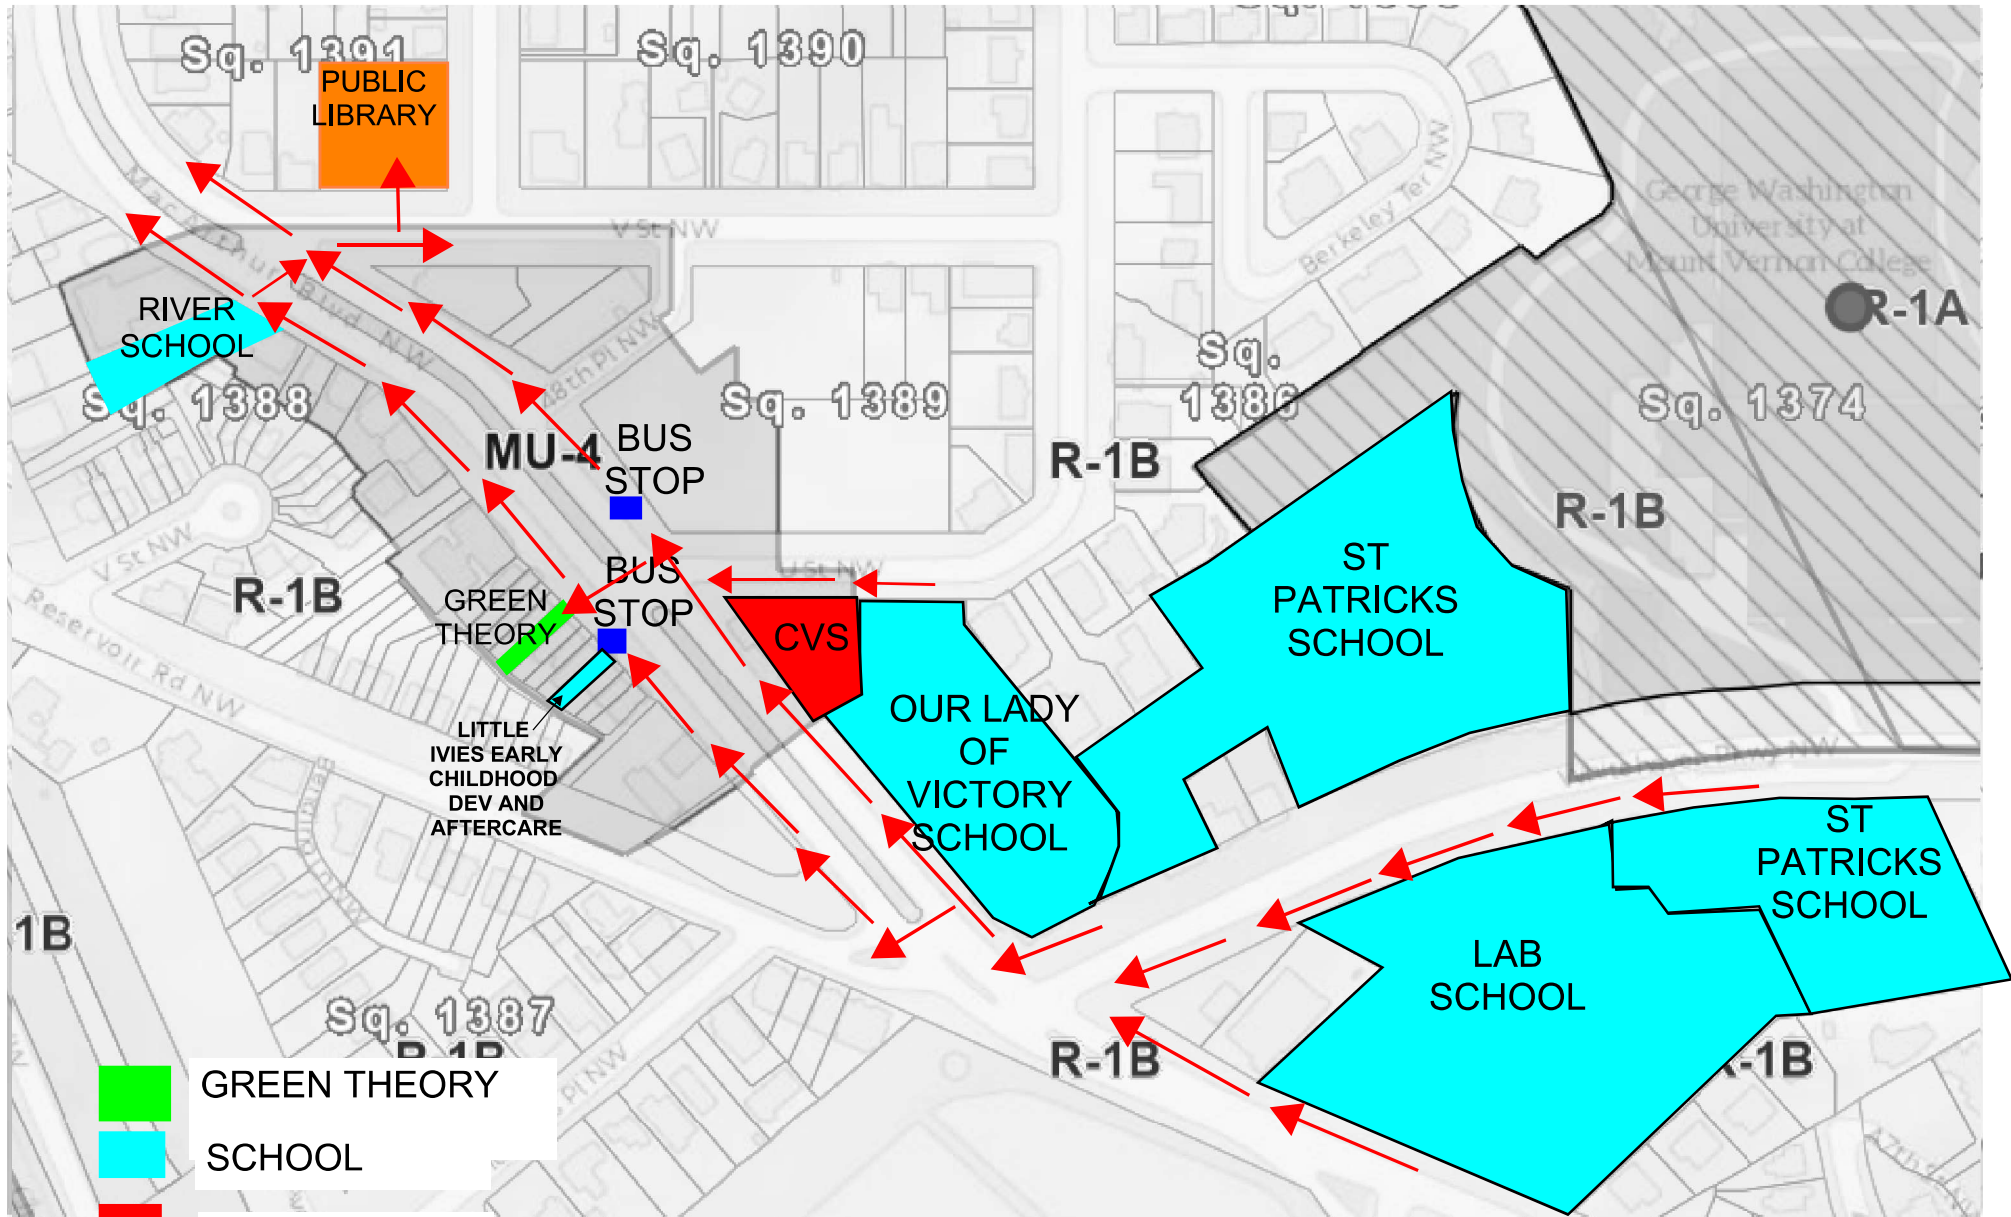 Sq. 1391
Sq. 1390
PUBLIC
LIBRARY
MacArthur Blvd NW
V St NW
Berkeley Ter NW
George Washington
University at
Mount Vernon College
R-1A
RIVER
SCHOOL
48th Pl NW
Sq.
1386
Sq. 1388
Sq. 1389
Sq. 1374
MU-4
BUS
STOP
R-1B
R-1B
V St NW
U St NW
BUS
STOP
R-1B
GREEN
THEORY
CVS
ST
PATRICKS
SCHOOL
Reservoir Rd NW
OUR LADY
OF
VICTORY
SCHOOL
LITTLE
IVIES EARLY
CHILDHOOD
DEV AND
AFTERCARE
ST
PATRICKS
SCHOOL
1B
LAB
SCHOOL
Sq. 1387
R-1B
R-1B
R-1B
Pl NW
GREEN THEORY
SCHOOL